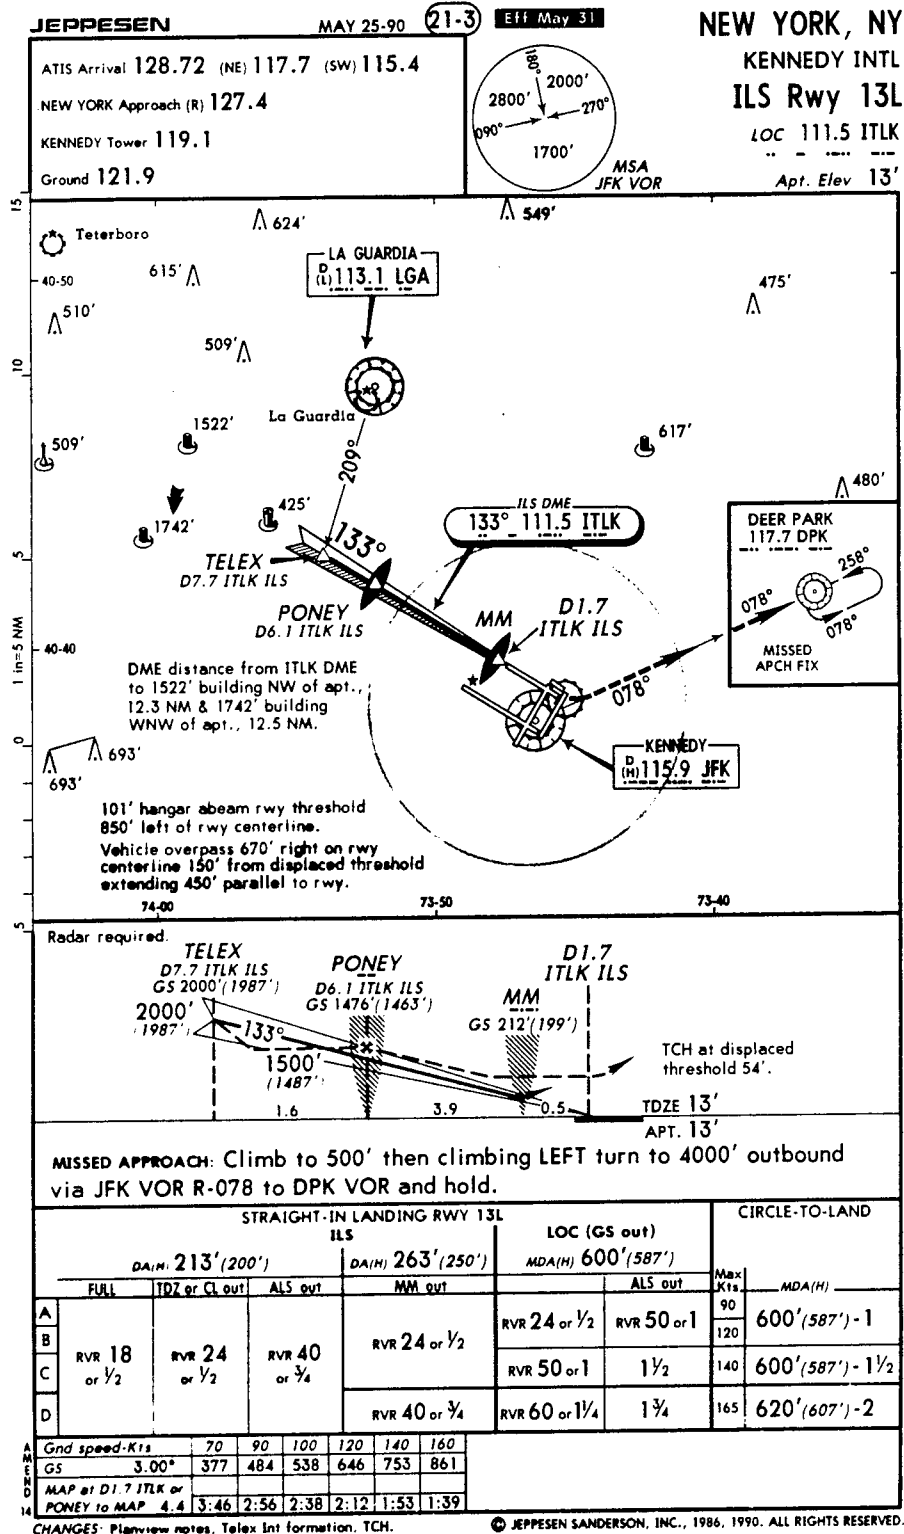 JEPPESEN MAY 25-90 21-3 Eff May 31
NEW YORK, NY
KENNEDY INTL
ILS Rwy 13L
LOC 111.5 ITLK
Apt. Elev 13'
ATIS Arrival 128.72 (NE) 117.7 (SW) 115.4
NEW YORK Approach (R) 127.4
KENNEDY Tower 119.1
Ground 121.9
180°
2000'
2800'
270°
090°
1700'
MSA
JFK VOR
15
549'
624'
Teterboro
LA GUARDIA
D
(L) 113.1 LGA
615'
40-50
475'
510'
509'
10
La Guardia
1522'
509'
209°
617'
480'
425'
1742'
133°
ILS DME
133° 111.5 ITLK
DEER PARK
117.7 DPK
258°
078°
078°
MISSED
APCH FIX
5
TELEX
D7.7 ITLK ILS
PONEY
D6.1 ITLK ILS
MM
D1.7
ITLK ILS
1 in=5 NM
40-40
DME distance from ITLK DME
to 1522' building NW of apt.,
12.3 NM & 1742' building
WNW of apt., 12.5 NM.
078°
0
693'
693'
KENNEDY
D
(H) 115.9 JFK
101' hangar abeam rwy threshold
850' left of rwy centerline.
Vehicle overpass 670' right on rwy
centerline 150' from displaced threshold
extending 450' parallel to rwy.
74-00 73-50 73-40
5
Radar required.
TELEX
D7.7 ITLK ILS
GS 2000'(1987')
PONEY
D6.1 ITLK ILS
GS 1476'(1463')
D1.7
ITLK ILS
MM
GS 212'(199')
2000'
(1987')
133°
1500'
(1487')
TCH at displaced
threshold 54'.
1.6 3.9 0.5
TDZE 13'
APT. 13'
MISSED APPROACH: Climb to 500' then climbing LEFT turn to 4000' outbound
via JFK VOR R-078 to DPK VOR and hold.
STRAIGHT-IN LANDING RWY 13L CIRCLE-TO-LAND
ILS LOC (GS out)
DA(H) 213'(200') DA(H) 263'(250') MDA(H) 600'(587')
FULL TDZ or CL out ALS out MM out ALS out Max Kts MDA(H)
A
B
C
D
RVR 18 or 1/2
RVR 24 or 1/2
RVR 40 or 3/4
RVR 24 or 1/2
RVR 40 or 3/4
RVR 24 or 1/2 RVR 50 or 1
RVR 50 or 1 1 1/2
RVR 60 or 1 1/4 1 3/4
90
120
600'(587')-1
140 600'(587')-1 1/2
165 620'(607')-2
Gnd speed-Kts 70 90 100 120 140 160
GS 3.00° 377 484 538 646 753 861
MAP at D1.7 ITLK or
PONEY to MAP 4.4 3:46 2:56 2:38 2:12 1:53 1:39
AMEND 14
CHANGES: Planview notes, Telex Int formation, TCH.
© JEPPESEN SANDERSON, INC., 1986, 1990. ALL RIGHTS RESERVED.